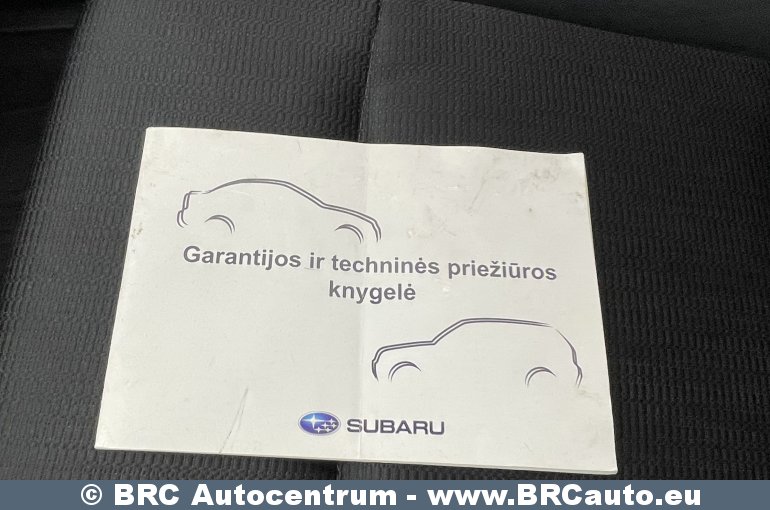 Garantijos ir techninės priežiūros
knygelė
SUBARU
© BRC Autocentrum - www.BRCauto.eu